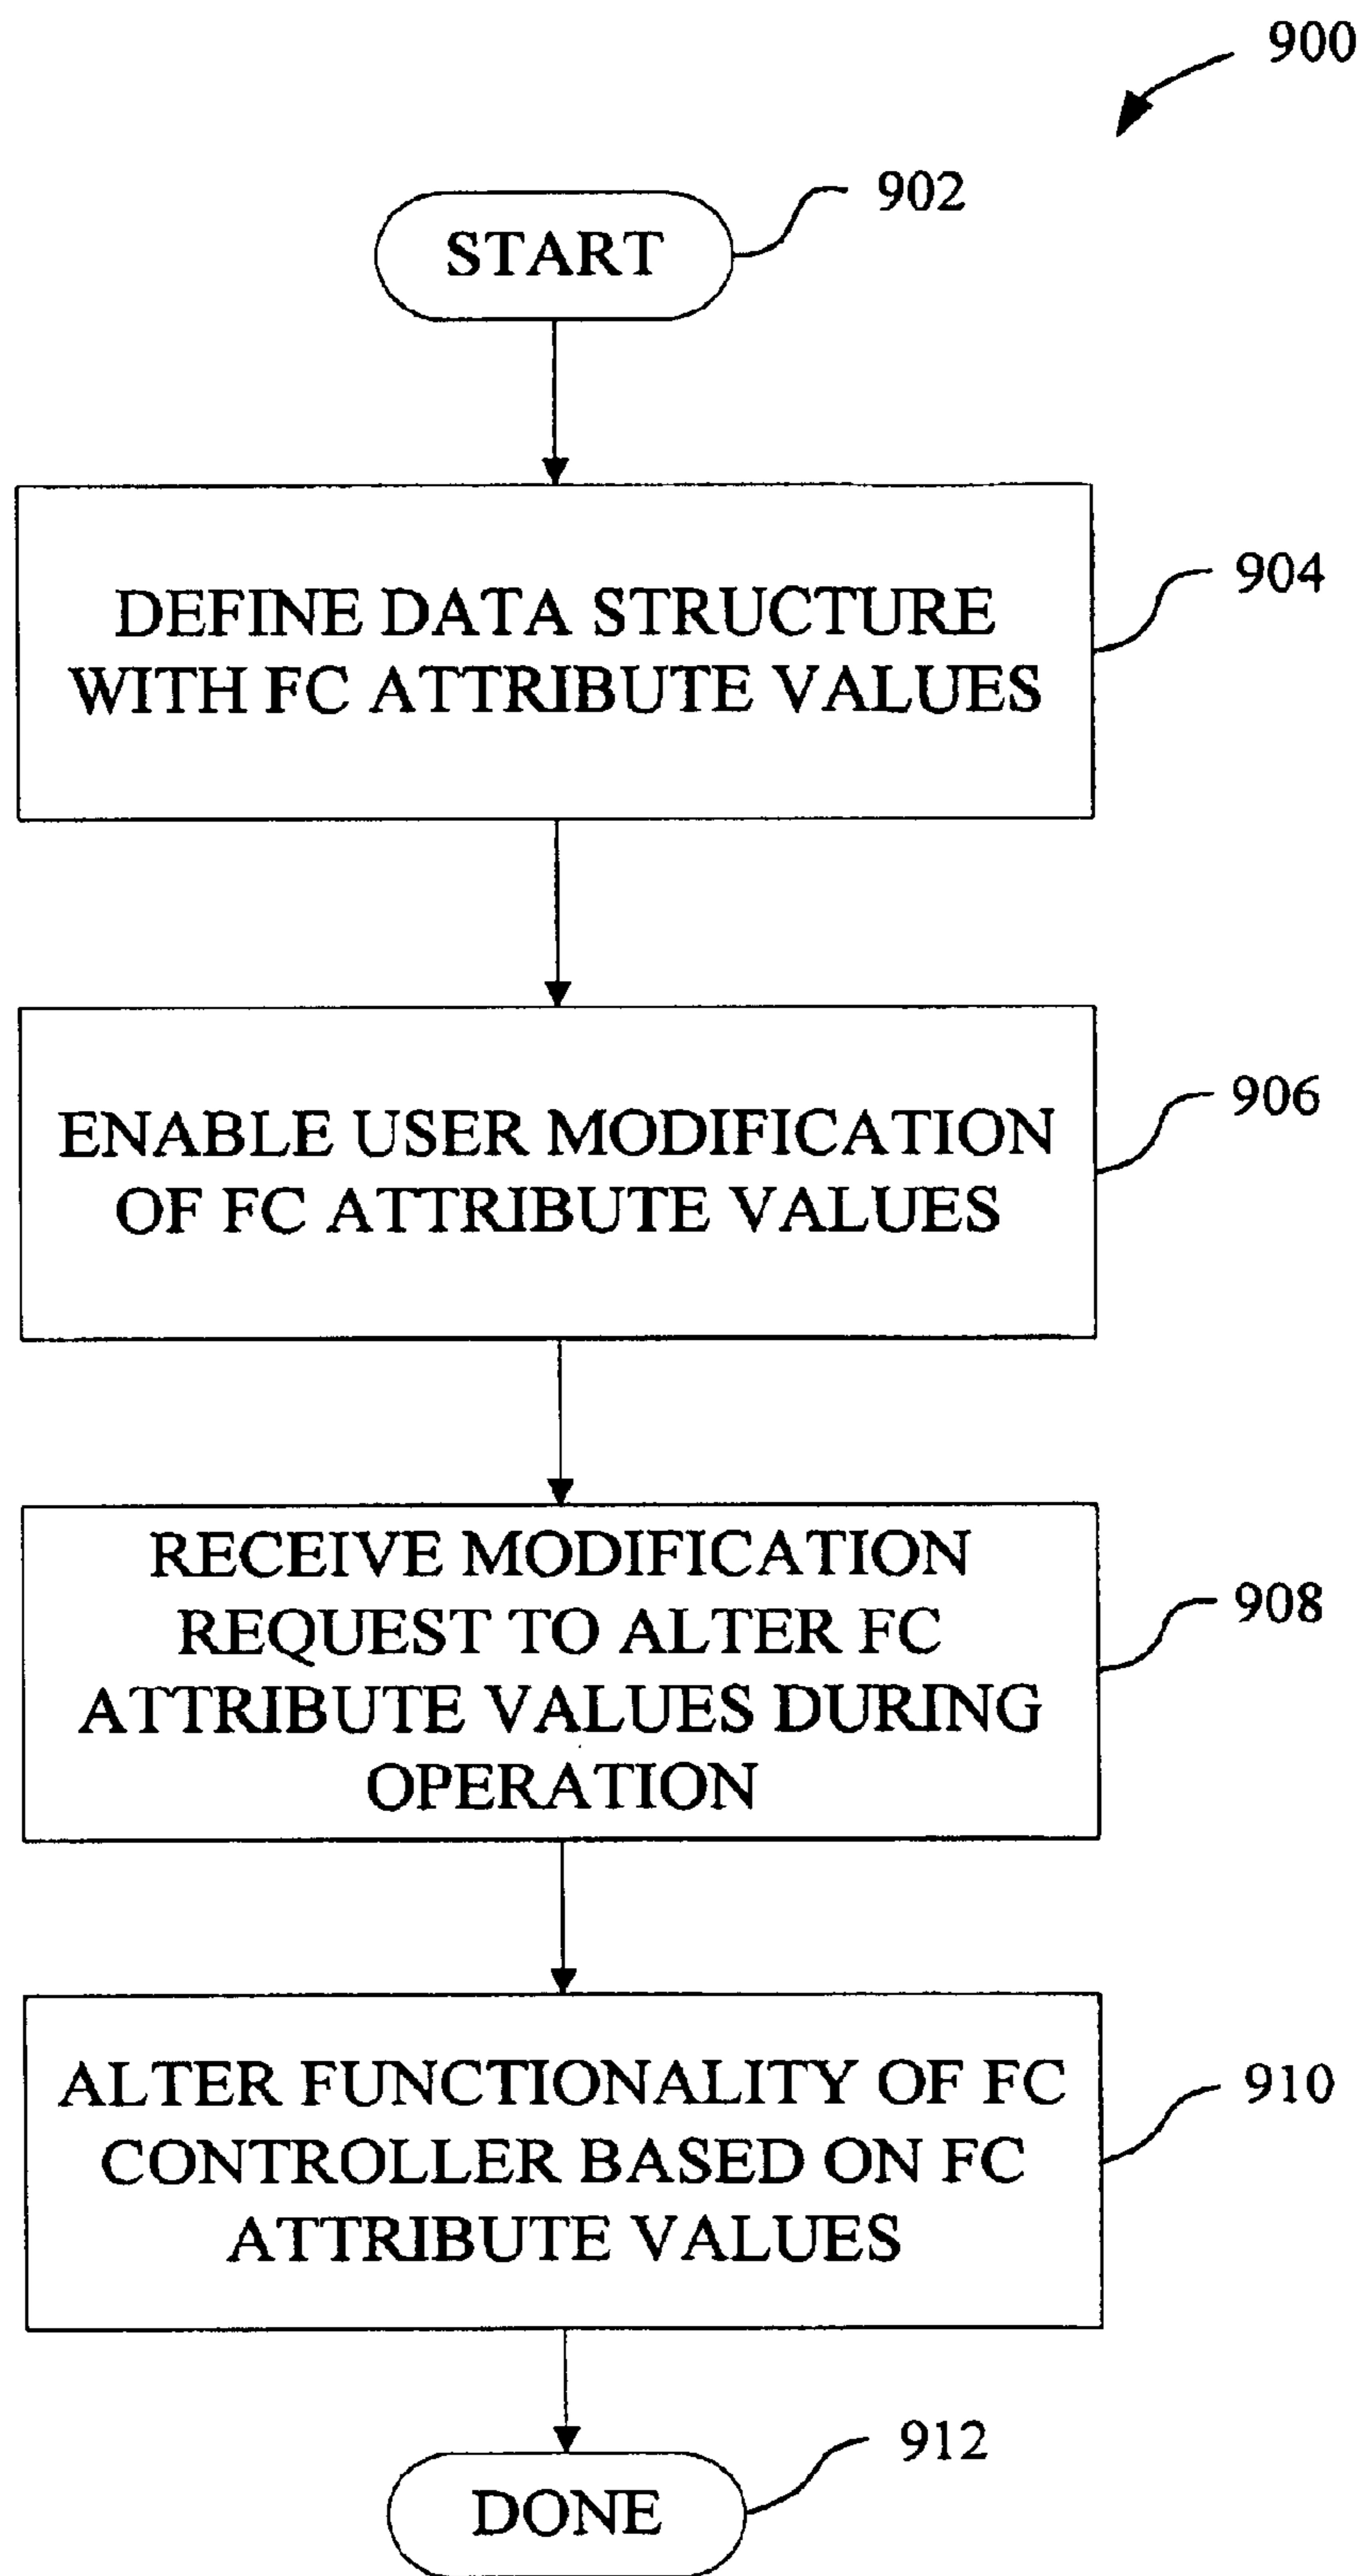 900
902
START
DEFINE DATA STRUCTURE
WITH FC ATTRIBUTE VALUES
904
ENABLE USER MODIFICATION
OF FC ATTRIBUTE VALUES
906
RECEIVE MODIFICATION
REQUEST TO ALTER FC
ATTRIBUTE VALUES DURING
OPERATION
908
ALTER FUNCTIONALITY OF FC
CONTROLLER BASED ON FC
ATTRIBUTE VALUES
910
912
DONE